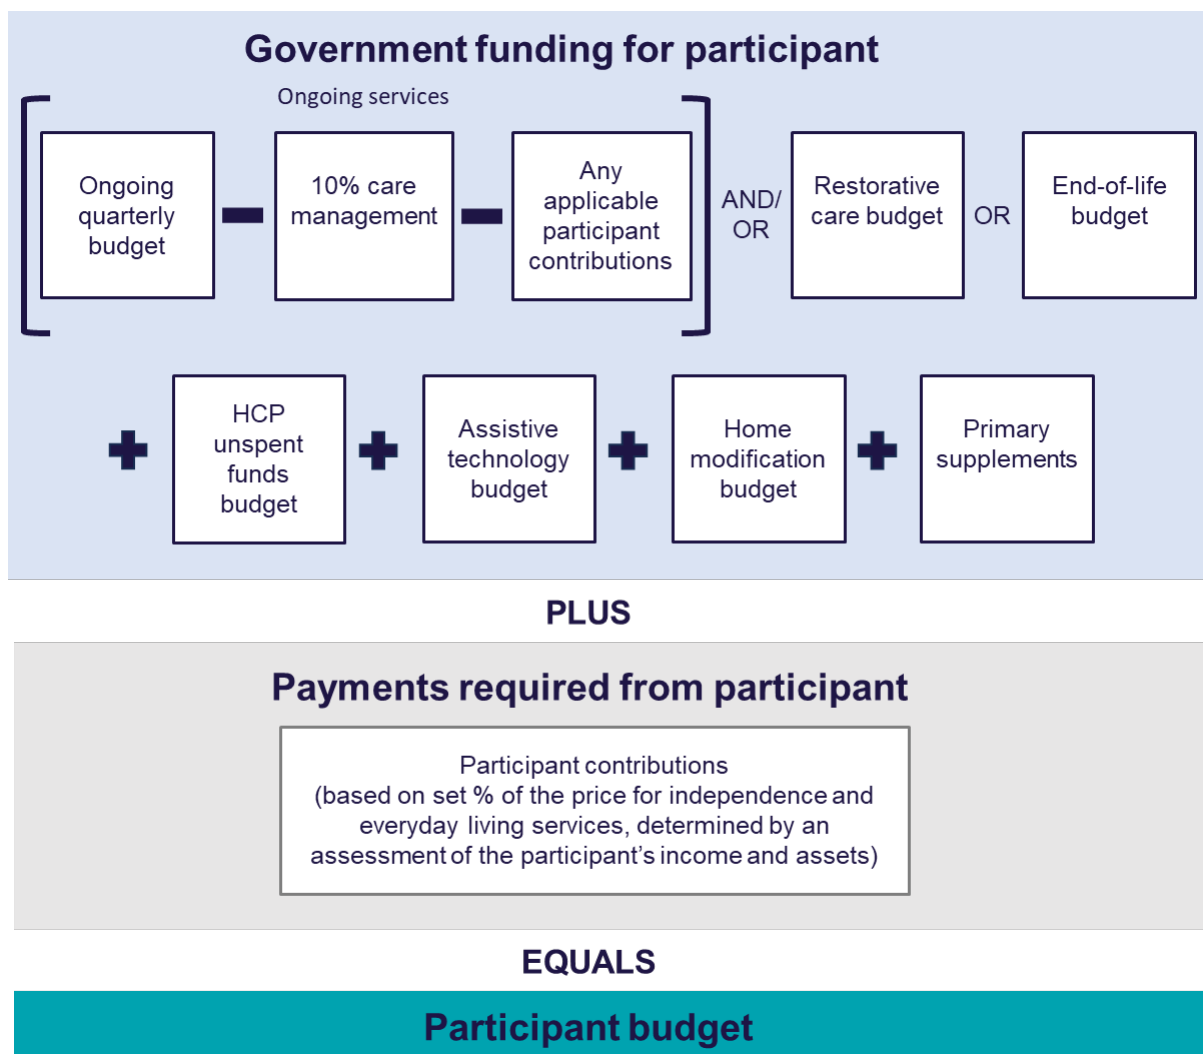 Government funding for participant
Ongoing services
Ongoing
quarterly
budget
10% care
management
Any
applicable
participant
contributions
AND/
OR
Restorative
care budget
OR
End-of-life
budget
HCP
unspent
funds
budget
Assistive
technology
budget
Home
modification
budget
Primary
supplements
PLUS
Payments required from participant
Participant contributions
(based on set % of the price for independence and
everyday living services, determined by an
assessment of the participant's income and assets)
EQUALS
Participant budget